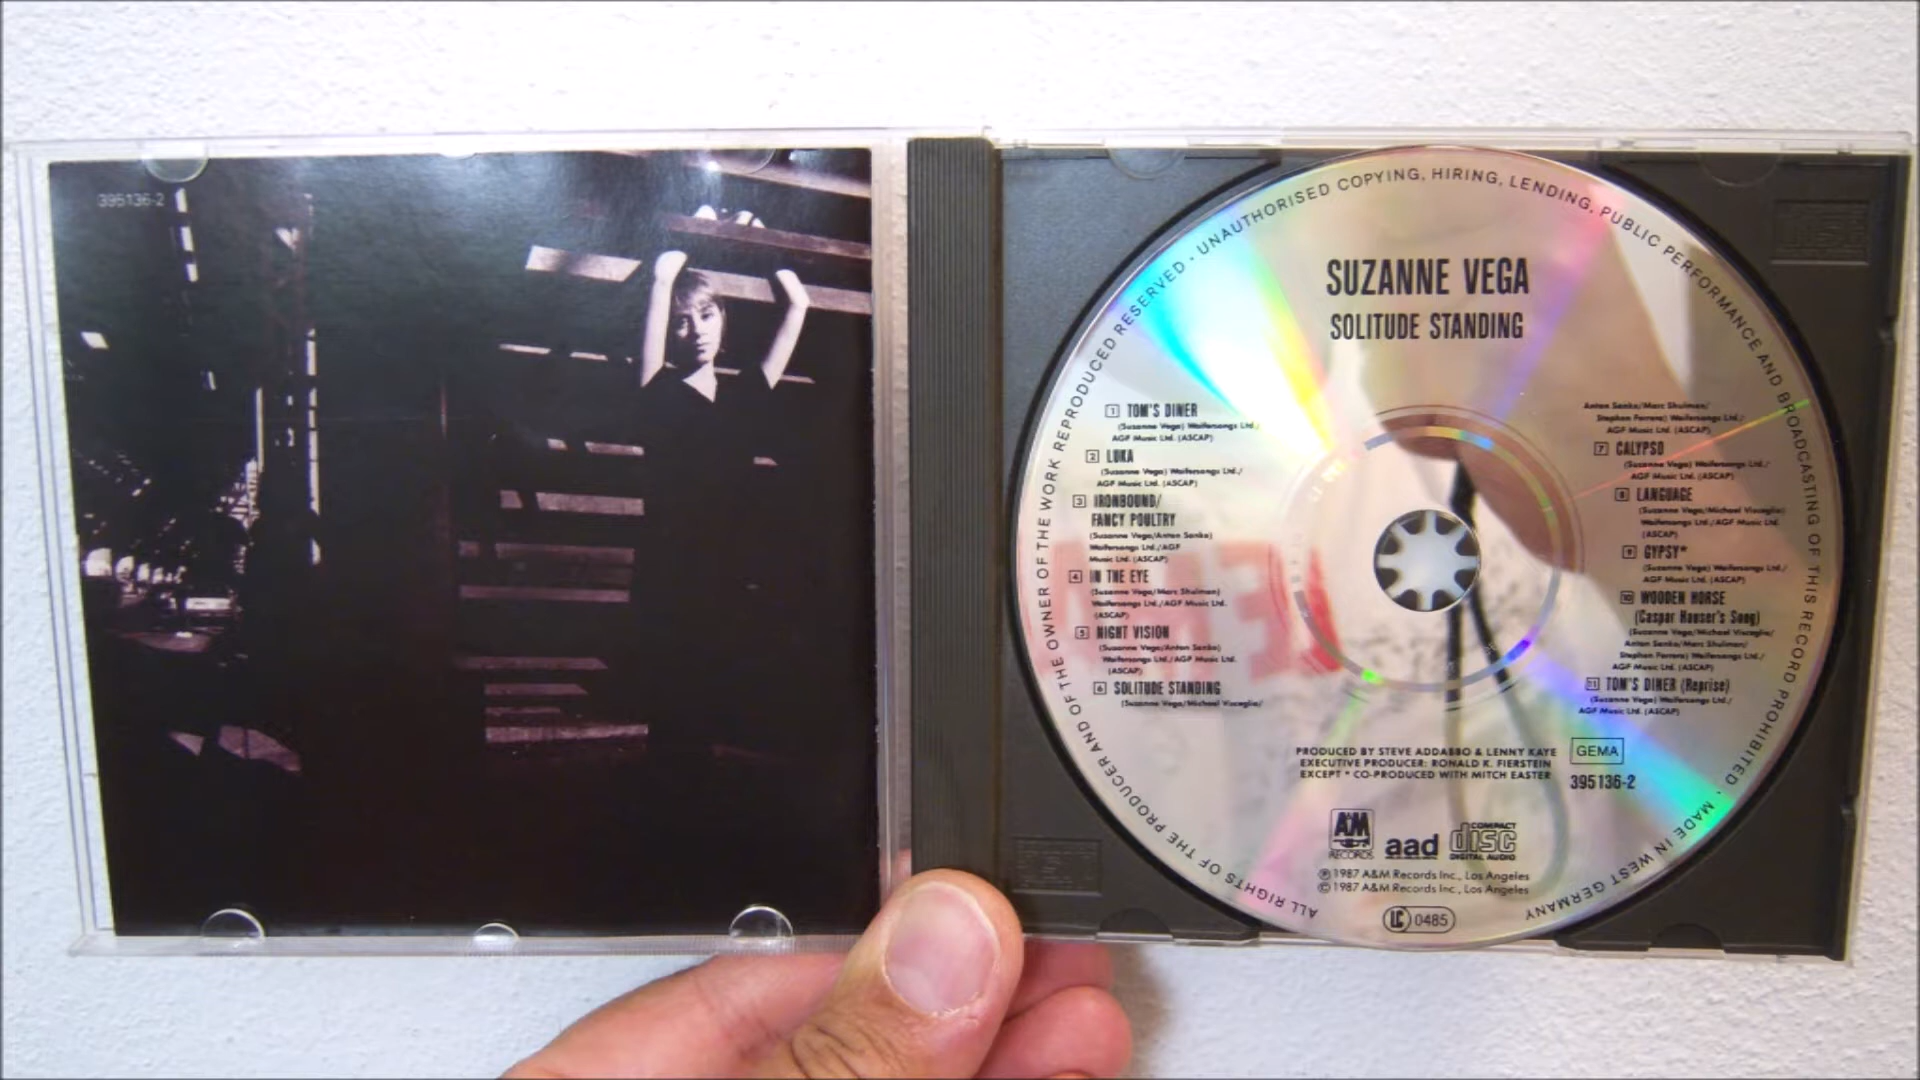 395136-2
ALL RIGHTS OF THE PRODUCER AND OF THE OWNER OF THE WORK REPRODUCED RESERVED · UNAUTHORISED COPYING, HIRING, LENDING, PUBLIC PERFORMANCE AND BROADCASTING OF THIS RECORD PROHIBITED · MADE IN WEST GERMANY
SUZANNE VEGA
SOLITUDE STANDING
1 TOM'S DINER
(Suzanne Vega) Waifersongs Ltd./
AGF Music Ltd. (ASCAP)
2 LUKA
(Suzanne Vega) Waifersongs Ltd./
AGF Music Ltd. (ASCAP)
3 IRONBOUND/
FANCY POULTRY
(Suzanne Vega/Anton Sanko)
Waifersongs Ltd./AGF
Music Ltd. (ASCAP)
4 IN THE EYE
(Suzanne Vega/Marc Shulman)
Waifersongs Ltd./AGF Music Ltd.
(ASCAP)
5 NIGHT VISION
(Suzanne Vega/Anton Sanko)
Waifersongs Ltd./AGF Music Ltd.
(ASCAP)
6 SOLITUDE STANDING
(Suzanne Vega/Michael Visceglia/
Anton Sanko/Marc Shulman/
Stephen Ferrera) Waifersongs Ltd./
AGF Music Ltd. (ASCAP)
7 CALYPSO
(Suzanne Vega) Waifersongs Ltd./
AGF Music Ltd. (ASCAP)
8 LANGUAGE
(Suzanne Vega/Michael Visceglia)
Waifersongs Ltd./AGF Music Ltd.
(ASCAP)
9 GYPSY*
(Suzanne Vega) Waifersongs Ltd./
AGF Music Ltd. (ASCAP)
10 WOODEN HORSE
(Caspar Hauser's Song)
(Suzanne Vega/Michael Visceglia/
Anton Sanko/Marc Shulman/
Stephen Ferrera) Waifersongs Ltd./
AGF Music Ltd. (ASCAP)
11 TOM'S DINER (Reprise)
(Suzanne Vega) Waifersongs Ltd./
AGF Music Ltd. (ASCAP)
PRODUCED BY STEVE ADDABBO & LENNY KAYE
EXECUTIVE PRODUCER: RONALD K. FIERSTEIN
EXCEPT * CO-PRODUCED WITH MITCH EASTER
GEMA
395 136-2
A&M RECORDS
aad
COMPACT disc DIGITAL AUDIO
℗ 1987 A&M Records Inc., Los Angeles
© 1987 A&M Records Inc., Los Angeles
LC 0485